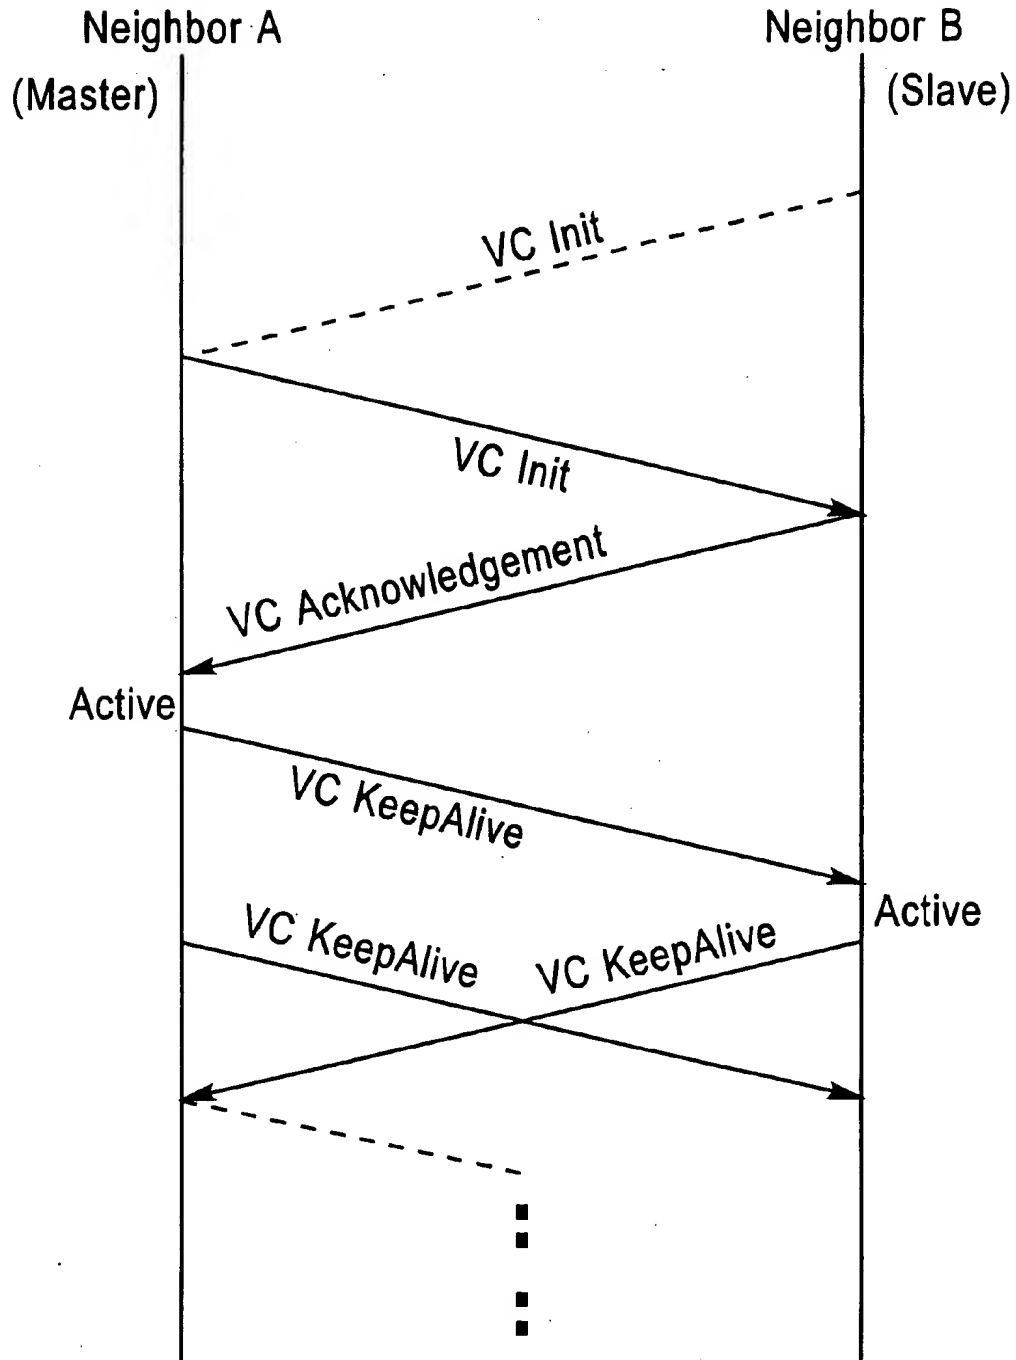 Neighbor A
Neighbor B
(Master)
(Slave)
VC Init
VC Init
VC Acknowledgement
Active
VC KeepAlive
Active
VC KeepAlive
VC KeepAlive